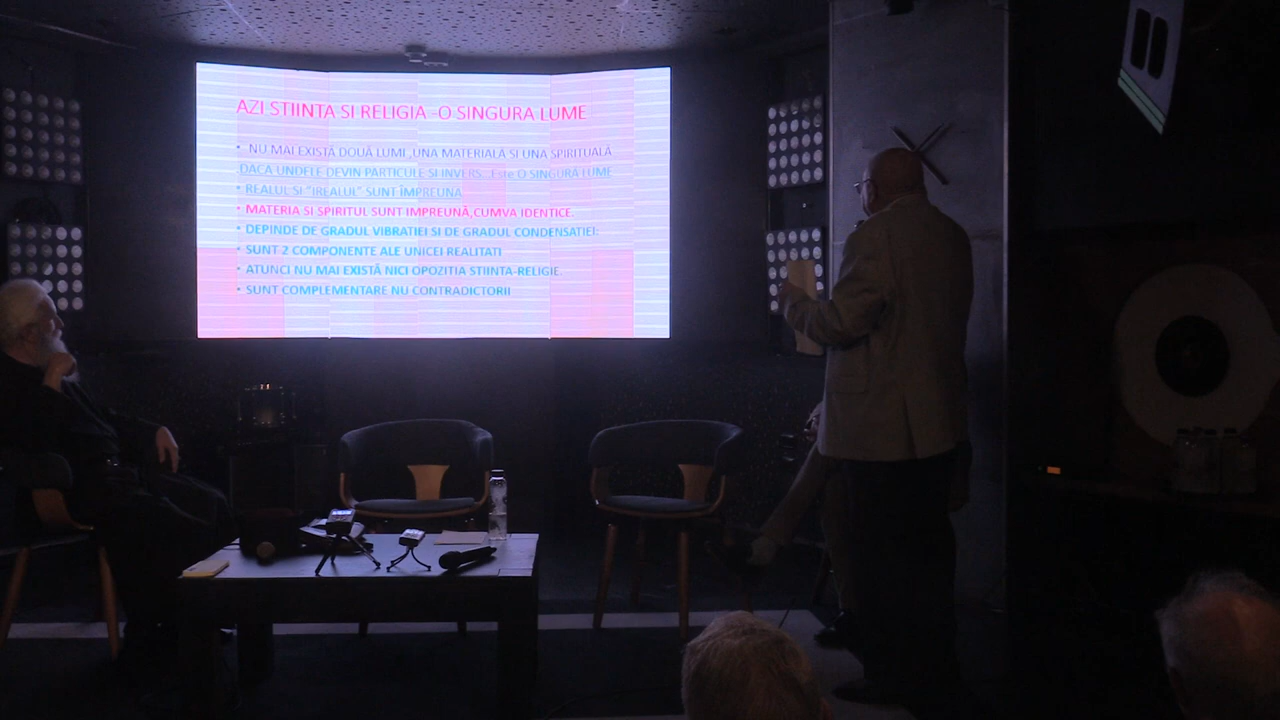 AZI STIINTA SI RELIGIA -O SINGURA LUME
• NU MAI EXISTĂ DOUĂ LUMI ,UNA MATERIALĂ SI UNA SPIRITUALĂ
.DACA UNDELE DEVIN PARTICULE SI INVERS. Este O SINGURA LUME
• REALUL SI "IREALUL" SUNT ÎMPREUNA
• MATERIA SI SPIRITUL SUNT IMPREUNĂ,CUMVA IDENTICE.
• DEPINDE DE GRADUL VIBRATIEI SI DE GRADUL CONDENSATIEI:
• SUNT 2 COMPONENTE ALE UNICEI REALITATI
• ATUNCI NU MAI EXISTĂ NICI OPOZITIA STIINTA-RELIGIE.
• SUNT COMPLEMENTARE NU CONTRADICTORII